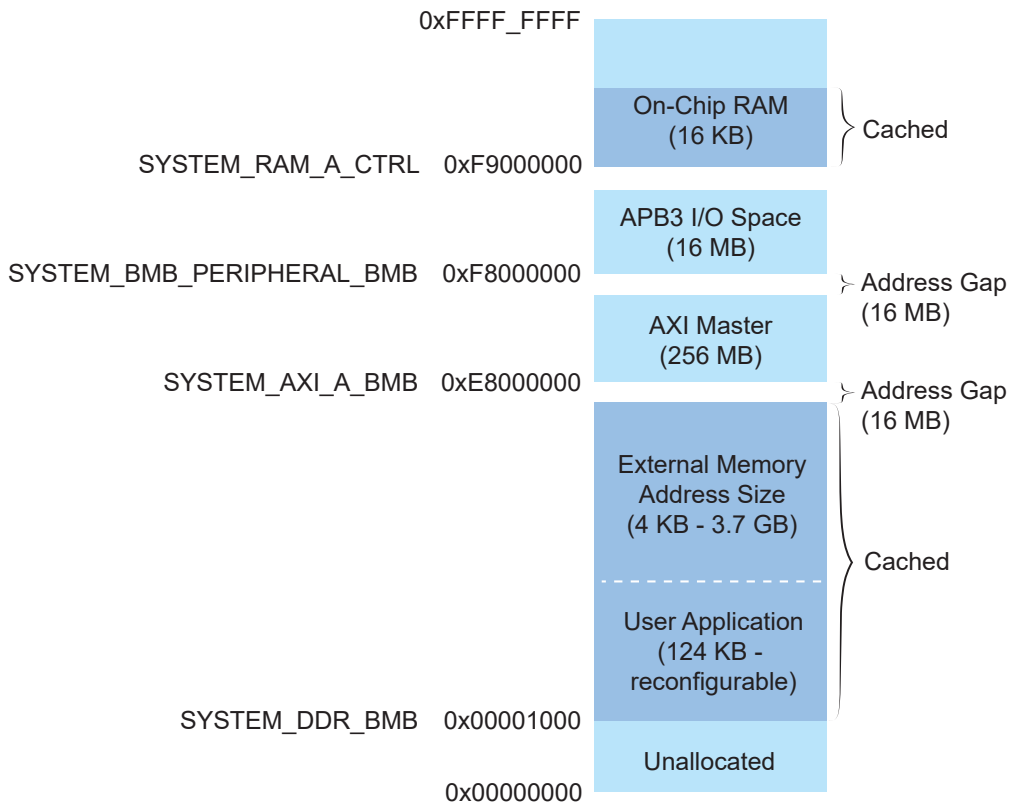 0xFFFF_FFFF
On-Chip RAM
(16 KB)
Cached
SYSTEM_RAM_A_CTRL 0xF9000000
APB3 I/O Space
(16 MB)
SYSTEM_BMB_PERIPHERAL_BMB 0xF8000000
Address Gap
(16 MB)
AXI Master
(256 MB)
SYSTEM_AXI_A_BMB 0xE8000000
Address Gap
(16 MB)
External Memory
Address Size
(4 KB - 3.7 GB)
Cached
User Application
(124 KB -
reconfigurable)
SYSTEM_DDR_BMB 0x00001000
Unallocated
0x00000000